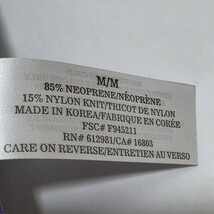 M/M
85% NEOPRENE/NÉOPRÈNE
15% NYLON KNIT/TRICOT DE NYLON
MADE IN KOREA/FABRIQUE EN CORÉE
FSC# F945211
RN# 612981/CA# 16803
CARE ON REVERSE/ENTRETIEN AU VERSO